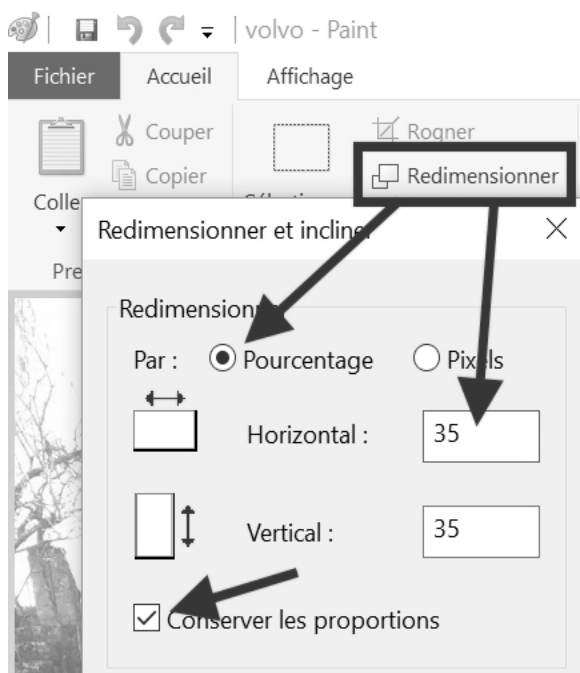 volvo - Paint
Fichier Accueil Affichage
Couper
Rogner
Copier
Redimensionner
Pre
Redimensionner et incliner
Par : Pourcentage Pixels
Horizontal : 35
Vertical : 35
Conserver les proportions